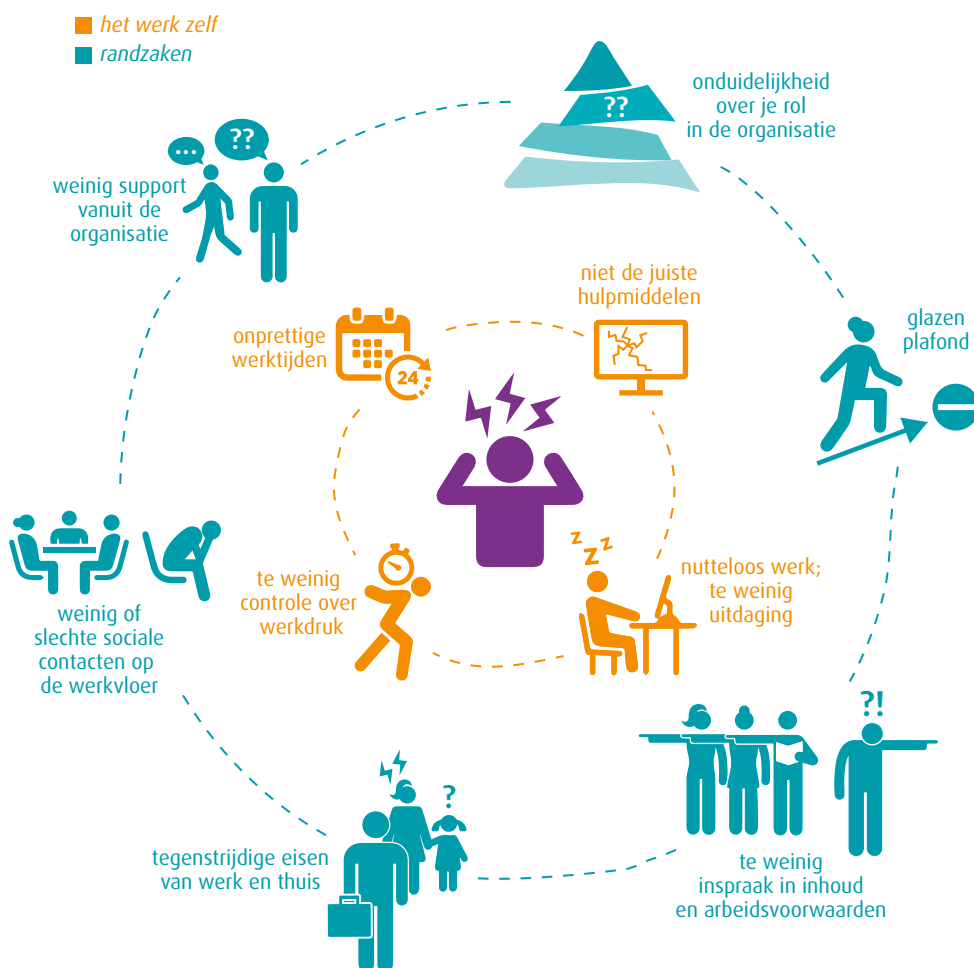 het werk zelf
randzaken
??
onduidelijkheid
over je rol
in de organisatie
...
??
weinig support
vanuit de
organisatie
niet de juiste
hulpmiddelen
onprettige
werktijden
24
glazen
plafond
z
z
z
nutteloos werk;
te weinig
uitdaging
te weinig
controle over
werkdruk
weinig of
slechte sociale
contacten op
de werkvloer
?!
te weinig
inspraak in inhoud
en arbeidsvoorwaarden
?
tegenstrijdige eisen
van werk en thuis